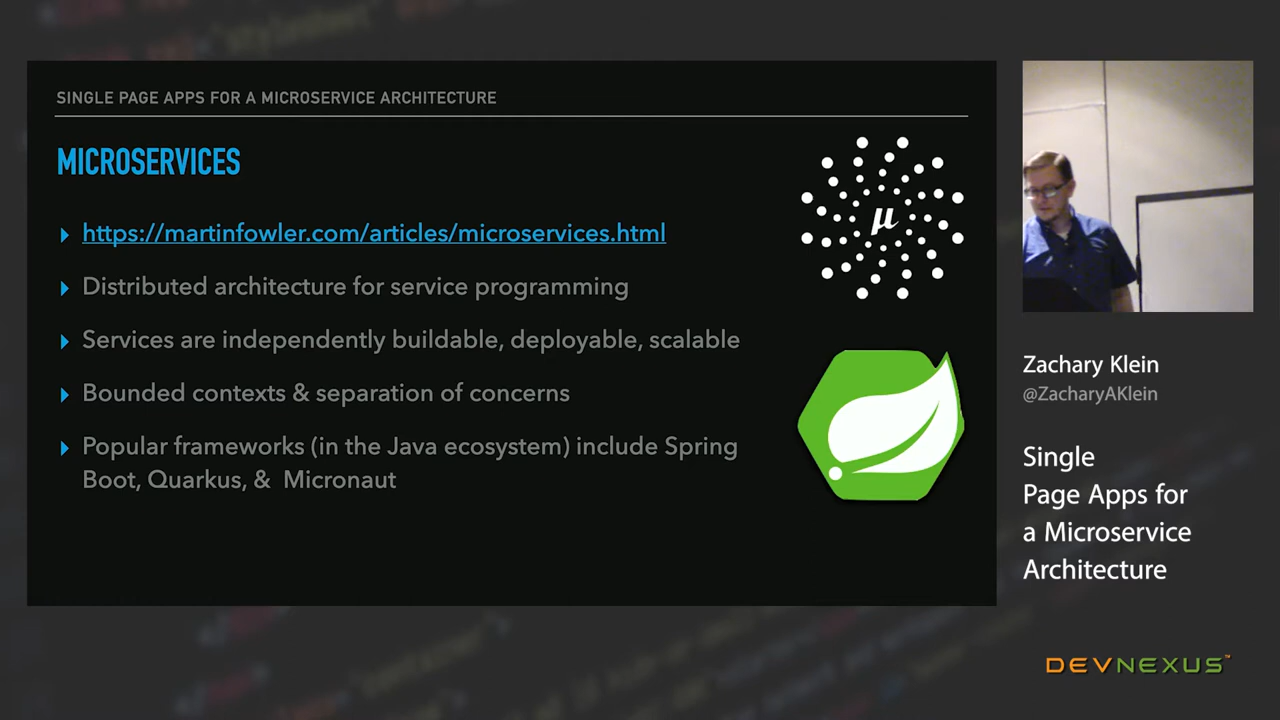 SINGLE PAGE APPS FOR A MICROSERVICE ARCHITECTURE
MICROSERVICES
https://martinfowler.com/articles/microservices.html
Distributed architecture for service programming
Services are independently buildable, deployable, scalable
Bounded contexts & separation of concerns
Popular frameworks (in the Java ecosystem) include Spring
Boot, Quarkus, & Micronaut
µ
Zachary Klein
@ZacharyAKlein
Single
Page Apps for
a Microservice
Architecture
DEVNEXUS™